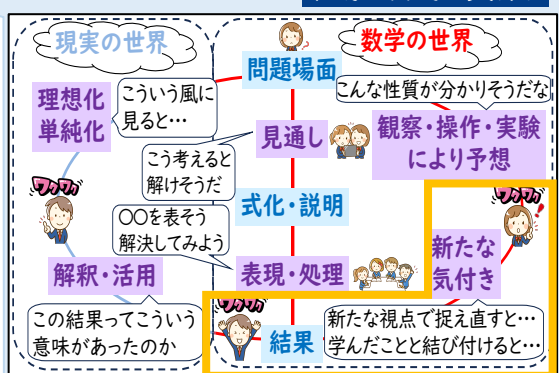 現実の世界
数学の世界
問題場面
理想化
単純化
こういう風に
見ると…
こんな性質が分かりそうだな
見通し
観察・操作・実験
により予想
こう考えると
解けそうだ
ワクワク
ワクワク!
〇〇を表そう
解決してみよう
式化・説明
新たな
気付き
解釈・活用
表現・処理
この結果ってこういう
意味があったのか
ワクワク
結果
新たな視点で捉え直すと…
学んだことと結び付けると…